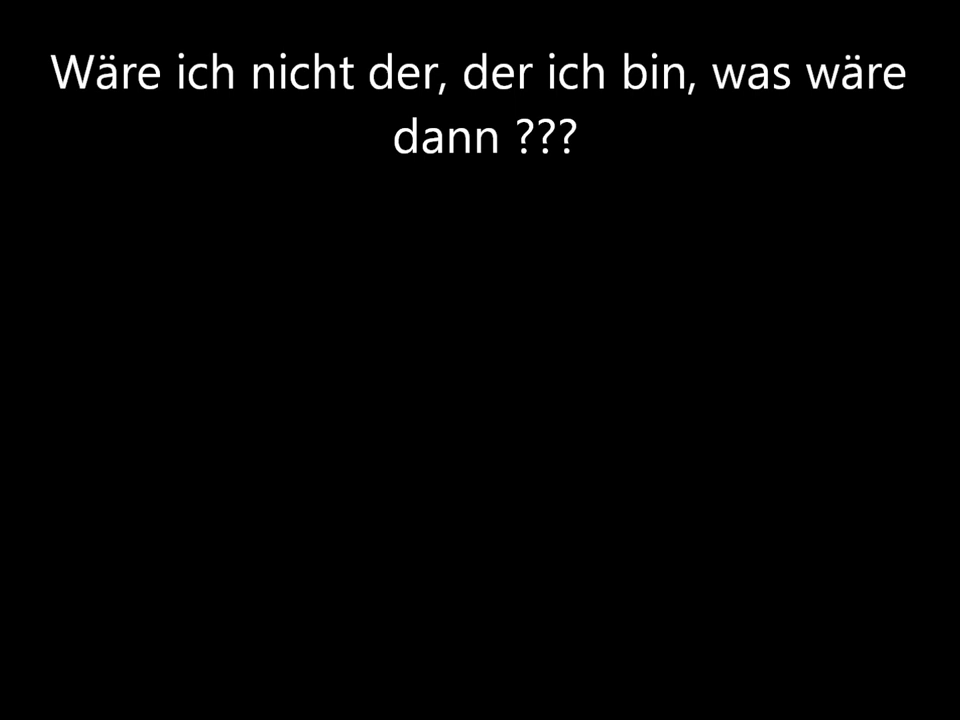 Wäre ich nicht der, der ich bin, was wäre
dann ???